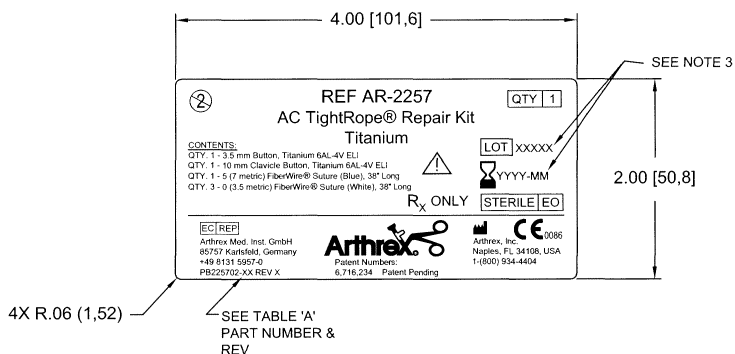 4.00 [101,6]
SEE NOTE 3
2
REF AR-2257
QTY 1
AC TightRope® Repair Kit
Titanium
LOT XXXXX
CONTENTS:
QTY. 1 - 3.5 mm Button, Titanium 6AL-4V ELI
QTY. 1 - 10 mm Clavicle Button, Titanium 6AL-4V ELI
QTY. 1 - 5 (7 metric) FiberWire® Suture (Blue), 38" Long
QTY. 3 - 0 (3.5 metric) FiberWire® Suture (White), 38" Long
YYYY-MM
2.00 [50,8]
RX ONLY
STERILE EO
EC REP
Arthrex Med. Inst. GmbH
85757 Karlsfeld, Germany
+49 8131 5957-0
PB225702-XX REV X
Arthrex®
Patent Numbers:
6,716,234 Patent Pending
CE 0086
Arthrex, Inc.
Naples, FL 34108, USA
1-(800) 934-4404
4X R.06 (1,52)
SEE TABLE 'A'
PART NUMBER &
REV